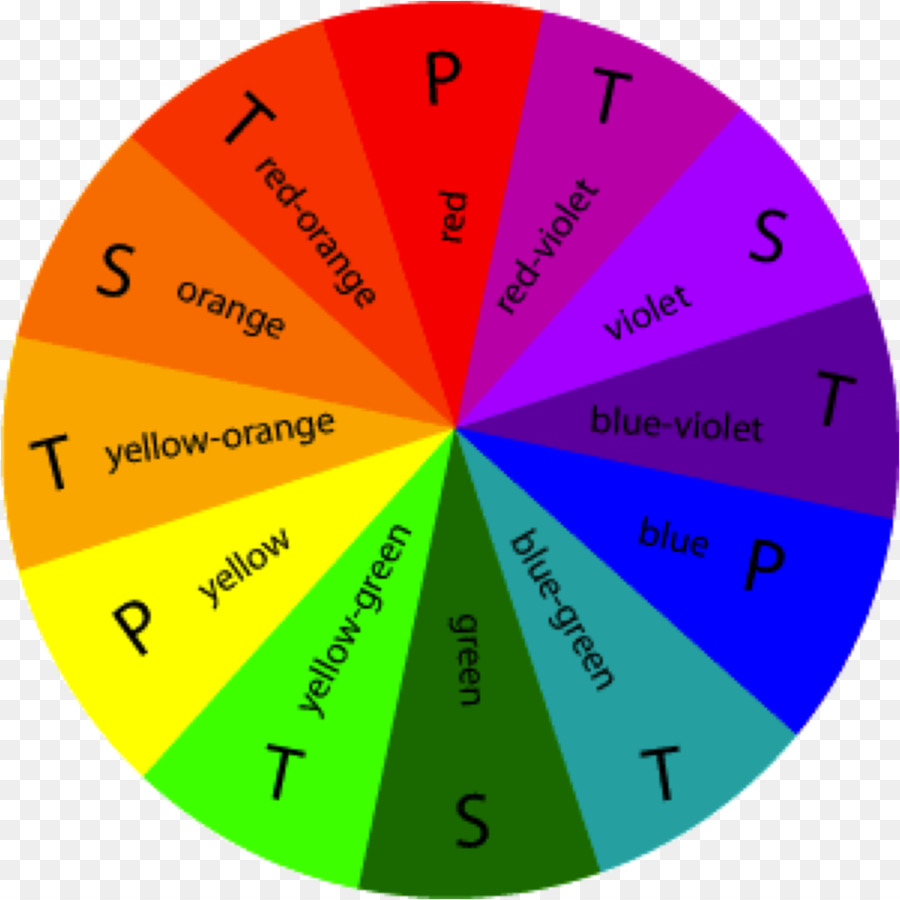 P
red
T
red-violet
S
violet
T
blue-violet
P
blue
T
blue-green
S
green
T
yellow-green
P
yellow
T
yellow-orange
S
orange
T
red-orange